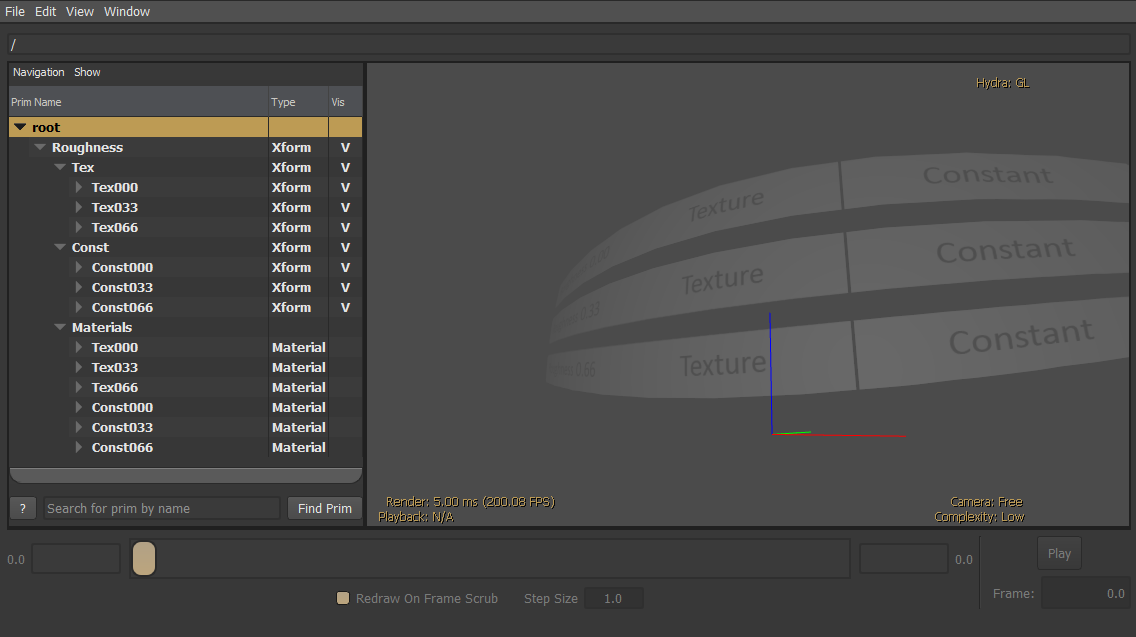 File Edit View Window
/
Navigation Show
Prim Name Type Vis
root
Roughness Xform V
Tex Xform V
Tex000 Xform V
Tex033 Xform V
Tex066 Xform V
Const Xform V
Const000 Xform V
Const033 Xform V
Const066 Xform V
Materials
Tex000 Material
Tex033 Material
Tex066 Material
Const000 Material
Const033 Material
Const066 Material
? Search for prim by name Find Prim
Hydra: GL
Texture Constant
0.33 Texture Constant
0.66 Texture Constant
Render: 5.00 ms (200.08 FPS)
Playback: N/A
Camera: Free
Complexity: Low
0.0 0.0 Play
Redraw On Frame Scrub Step Size 1.0
Frame: 0.0